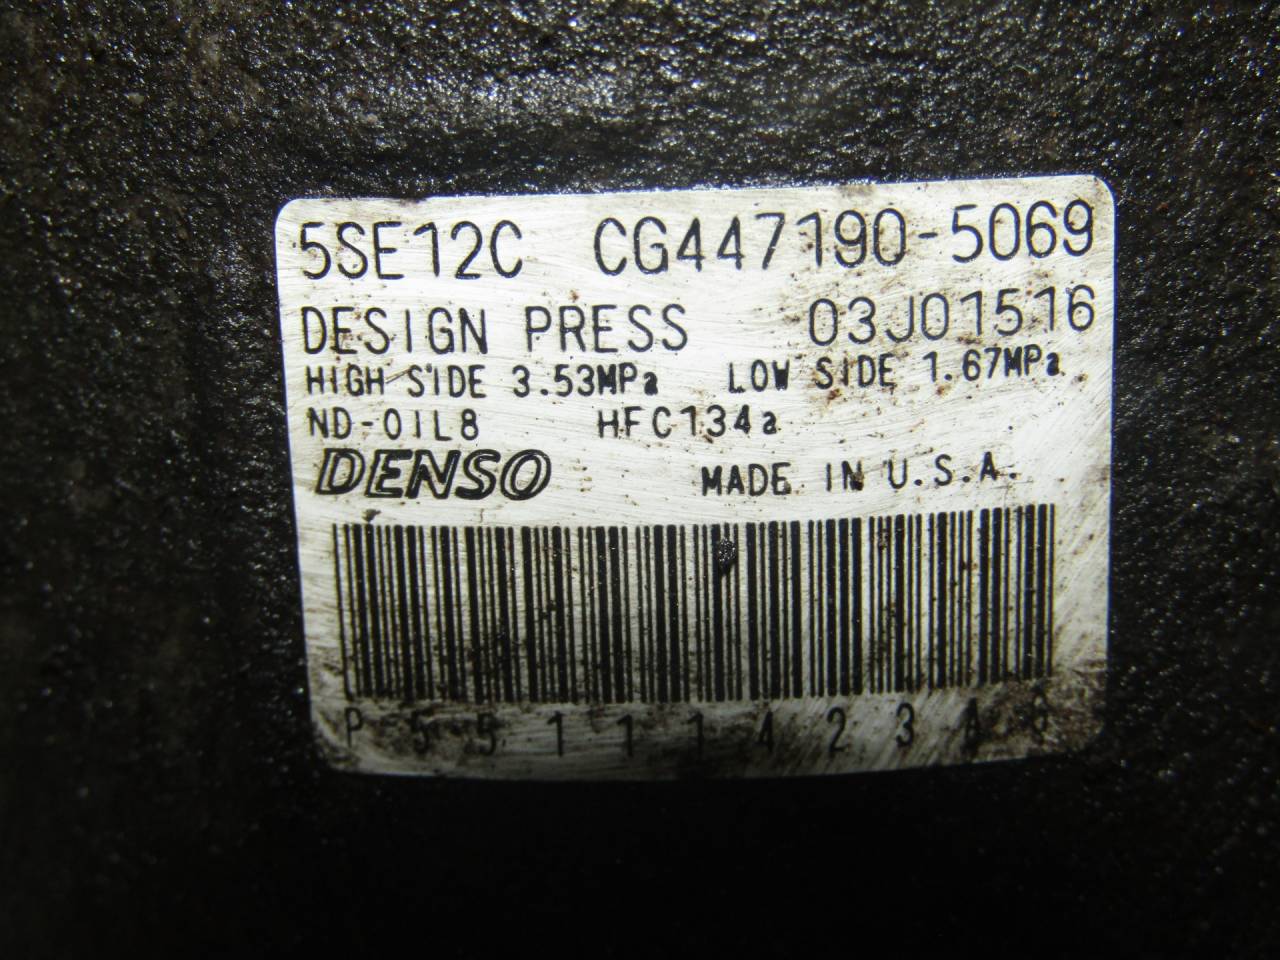 5SE12C CG447190-5069
DESIGN PRESS 03J01516
HIGH SIDE 3.53MPa LOW SIDE 1.67MPa
ND-OIL8 HFC134a
DENSO MADE IN U.S.A.
P55111423AG